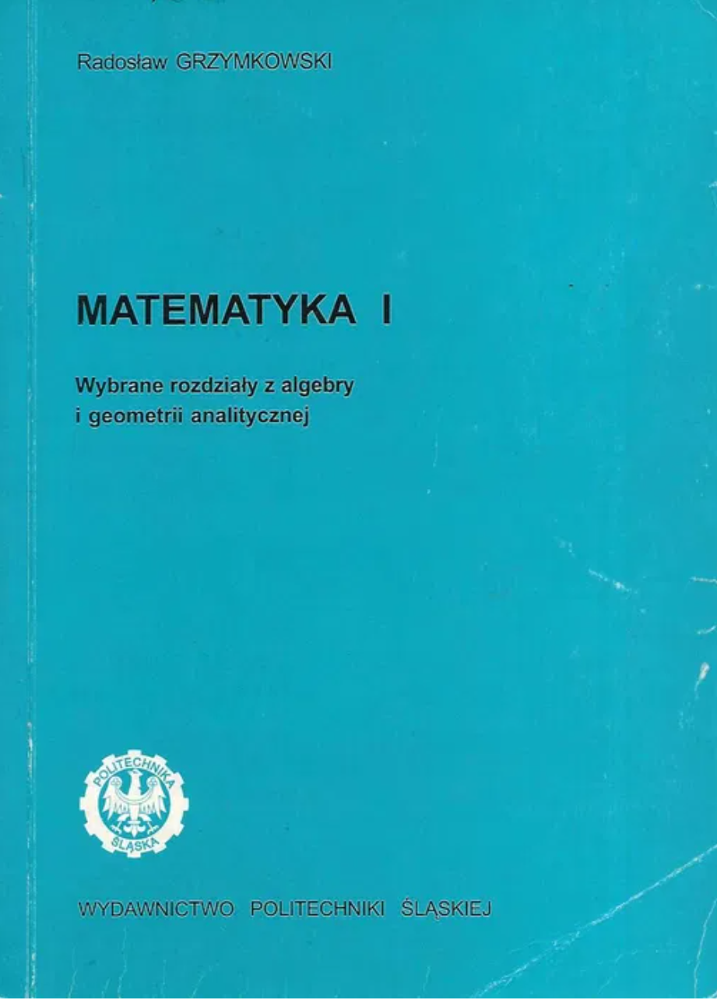 Radosław GRZYMKOWSKI
MATEMATYKA I
Wybrane rozdziały z algebry
i geometrii analitycznej
POLITECHNIKA
ŚLĄSKA
WYDAWNICTWO POLITECHNIKI ŚLĄSKIEJ